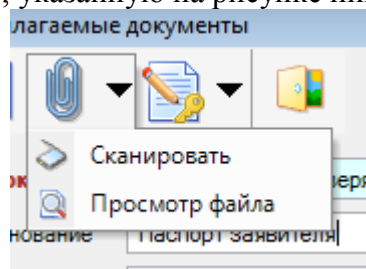 , указанную на рисунке
лагаемые документы
Сканировать
Просмотр файла
нование
Паспорт заявителя